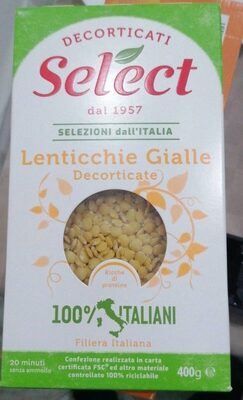 DECORTICATI
Select
dal 1957
SELEZIONI dall'ITALIA
Lenticchie Gialle
Decorticate
Ricche
di
proteine
100% ITALIANI
Filiera Italiana
20 minuti
senza ammollo
Confezione realizzata in carta
certificata FSC® ed altro materiale
controllato 100% riciclabile
400g